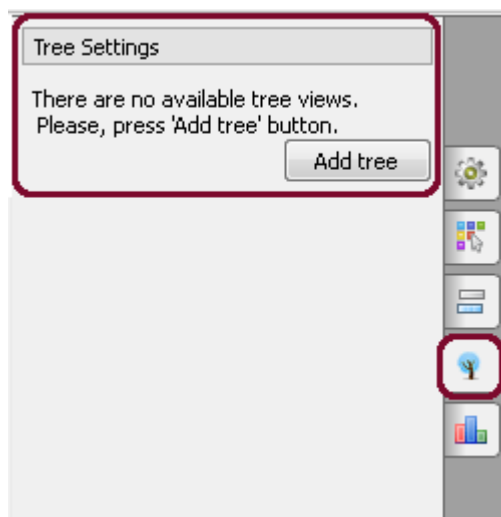 Tree Settings
There are no available tree views.
Please, press 'Add tree' button.
Add tree